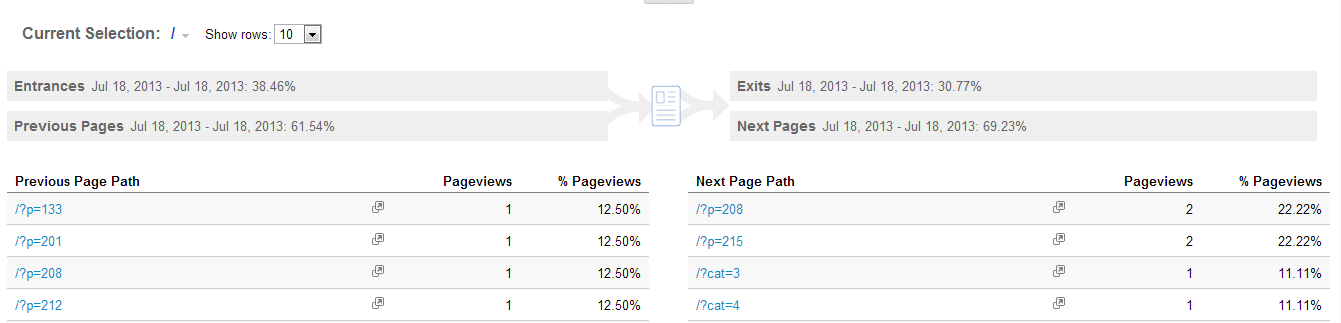 Current Selection: / Show rows: 10
Entrances Jul 18, 2013 - Jul 18, 2013: 38.46%
Exits Jul 18, 2013 - Jul 18, 2013: 30.77%
Previous Pages Jul 18, 2013 - Jul 18, 2013: 61.54%
Next Pages Jul 18, 2013 - Jul 18, 2013: 69.23%
Previous Page Path Pageviews % Pageviews
/?p=133 1 12.50%
/?p=201 1 12.50%
/?p=208 1 12.50%
/?p=212 1 12.50%
Next Page Path Pageviews % Pageviews
/?p=208 2 22.22%
/?p=215 2 22.22%
/?cat=3 1 11.11%
/?cat=4 1 11.11%